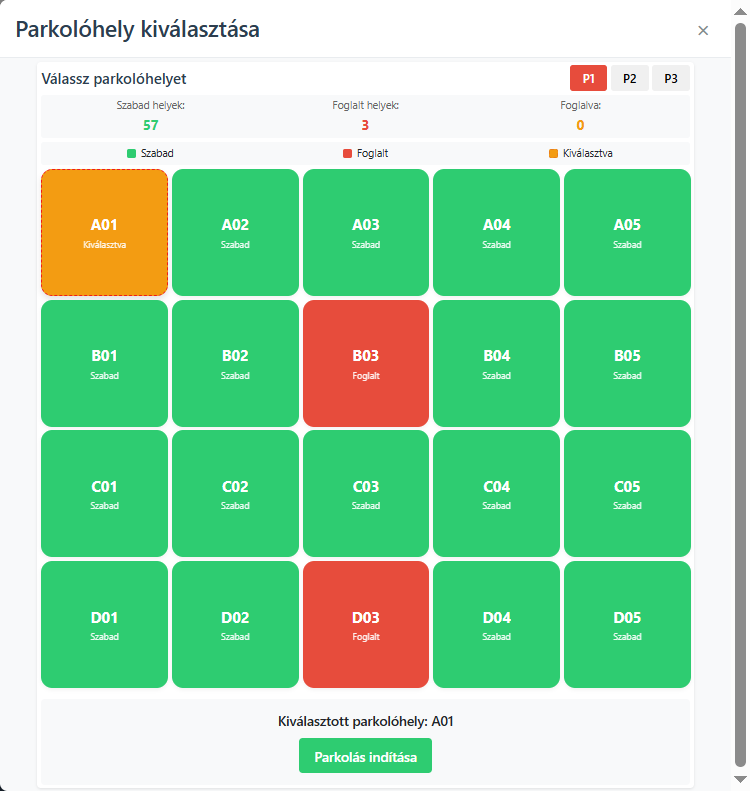 Parkolóhely kiválasztása
×
Válassz parkolóhelyet
P1 P2 P3
Szabad helyek: Foglalt helyek: Foglalva:
57 3 0
Szabad Foglalt Kiválasztva
A01 A02 A03 A04 A05
Kiválasztva Szabad Szabad Szabad Szabad
B01 B02 B03 B04 B05
Szabad Szabad Foglalt Szabad Szabad
C01 C02 C03 C04 C05
Szabad Szabad Szabad Szabad Szabad
D01 D02 D03 D04 D05
Szabad Szabad Foglalt Szabad Szabad
Kiválasztott parkolóhely: A01
Parkolás indítása